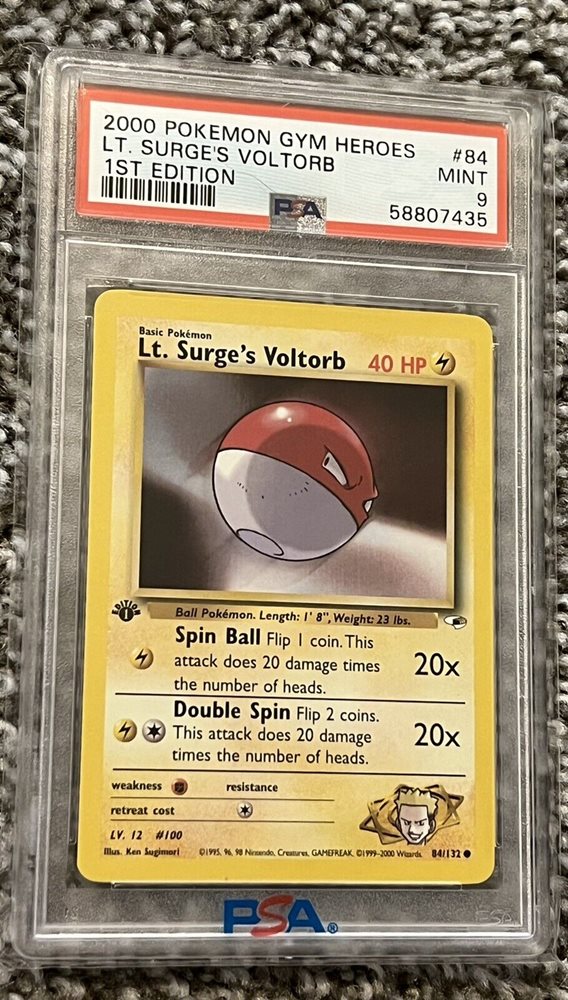 2000 POKEMON GYM HEROES #84
LT. SURGE'S VOLTORB MINT
1ST EDITION 9
PSA 58807435
Basic Pokémon
Lt. Surge's Voltorb 40 HP
EDITION
1
Ball Pokémon. Length: 1' 8", Weight: 23 lbs.
Spin Ball Flip 1 coin. This
attack does 20 damage times 20x
the number of heads.
Double Spin Flip 2 coins.
This attack does 20 damage 20x
times the number of heads.
weakness resistance
retreat cost
LV. 12 #100
Illus. Ken Sugimori ©1995, 96, 98 Nintendo, Creatures, GAMEFREAK. ©1999-2000 Wizards. 84/132
PSA®
PSA